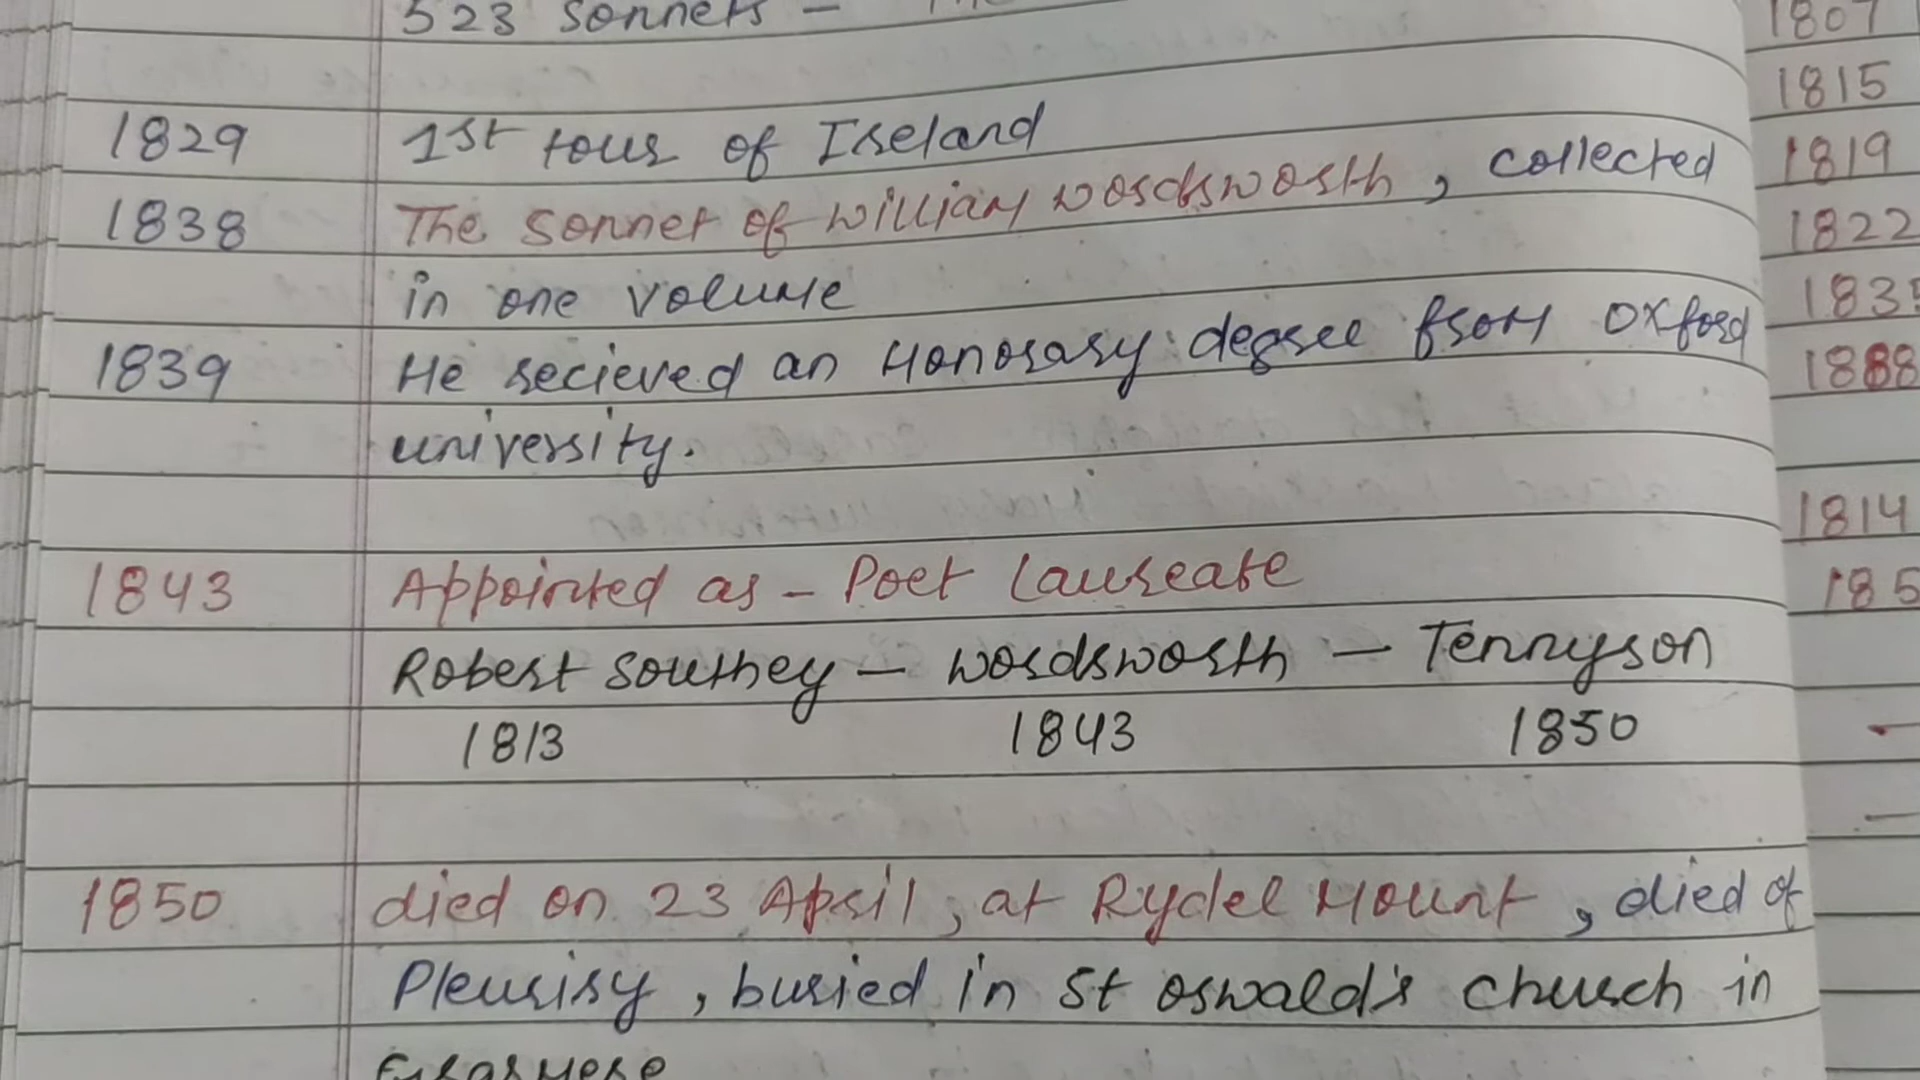 523 Sonnets -
1829 1st tour of Ireland
1838 The Sonnet of William Wordsworth, collected
in one volume
1839 He recieved an Honorary degree from Oxford
university.
1843 Appointed as - Poet Laureate
Robert Southey - Wordsworth - Tennyson
1813 1843 1850
1850 died on 23 April, at Rydel Mount, died of
Pleurisy, buried in St Oswald's church in
1807
1815
1819
1822
1835
1888
1814
185